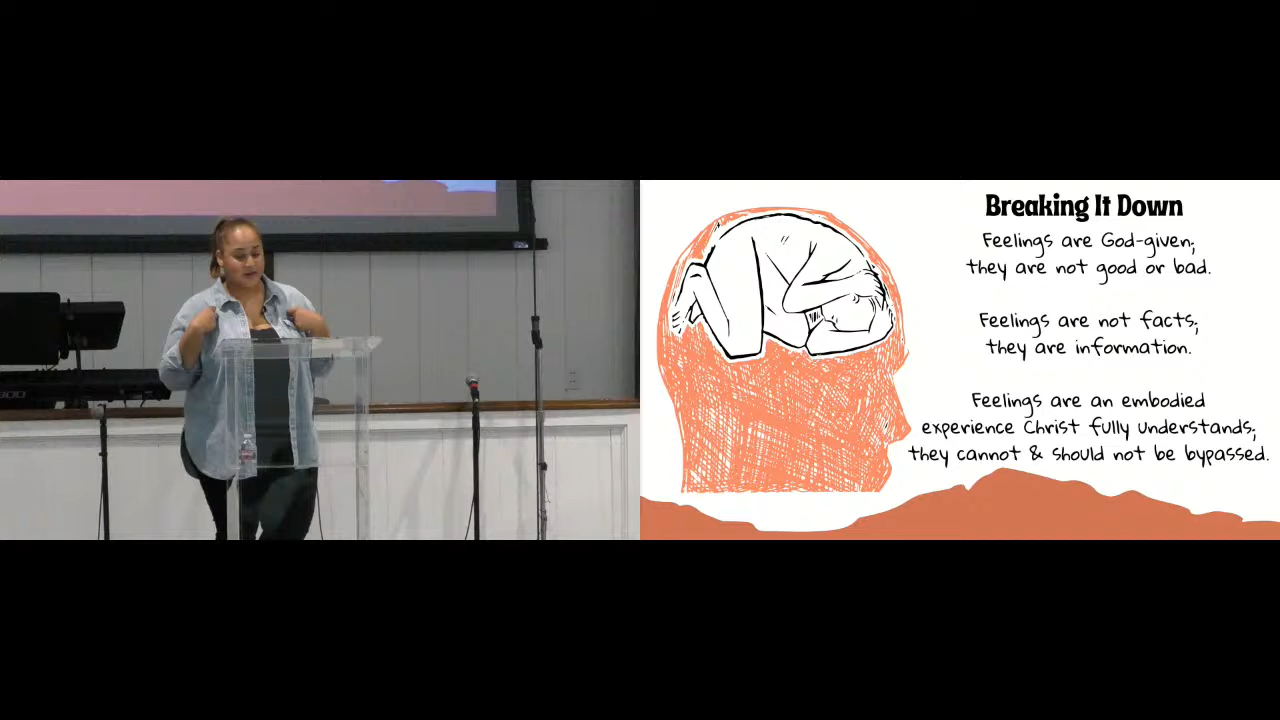 Breaking It Down
Feelings are God-given;
they are not good or bad.
Feelings are not facts;
they are information.
Feelings are an embodied
experience Christ fully understands;
they cannot & should not be bypassed.